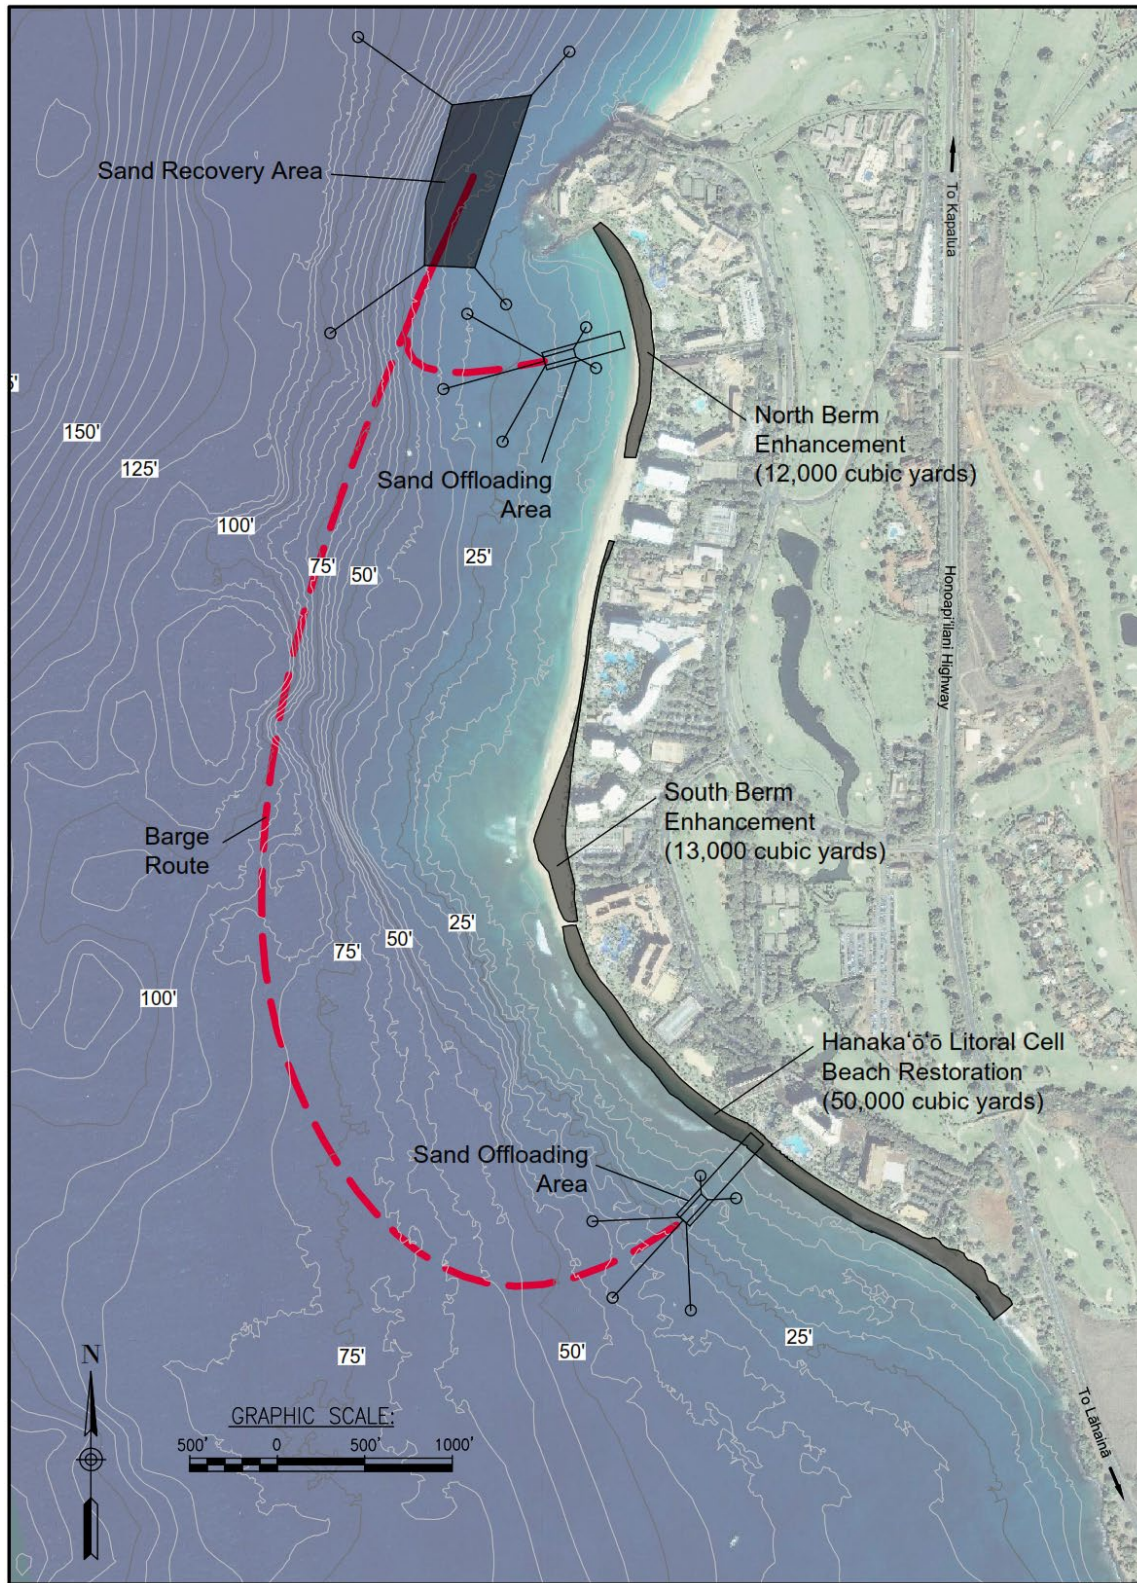 Sand Recovery Area
To Kapalua
North Berm
Enhancement
(12,000 cubic yards)
150'
125'
Sand Offloading
Area
100'
75'
50'
25'
Honoapiʻilani Highway
South Berm
Enhancement
(13,000 cubic yards)
Barge
Route
25'
50'
75'
100'
Hanakaʻōʻō Litoral Cell
Beach Restoration
(50,000 cubic yards)
Sand Offloading
Area
25'
50'
75'
N
GRAPHIC SCALE:
500' 0 500' 1000'
To Lāhainā